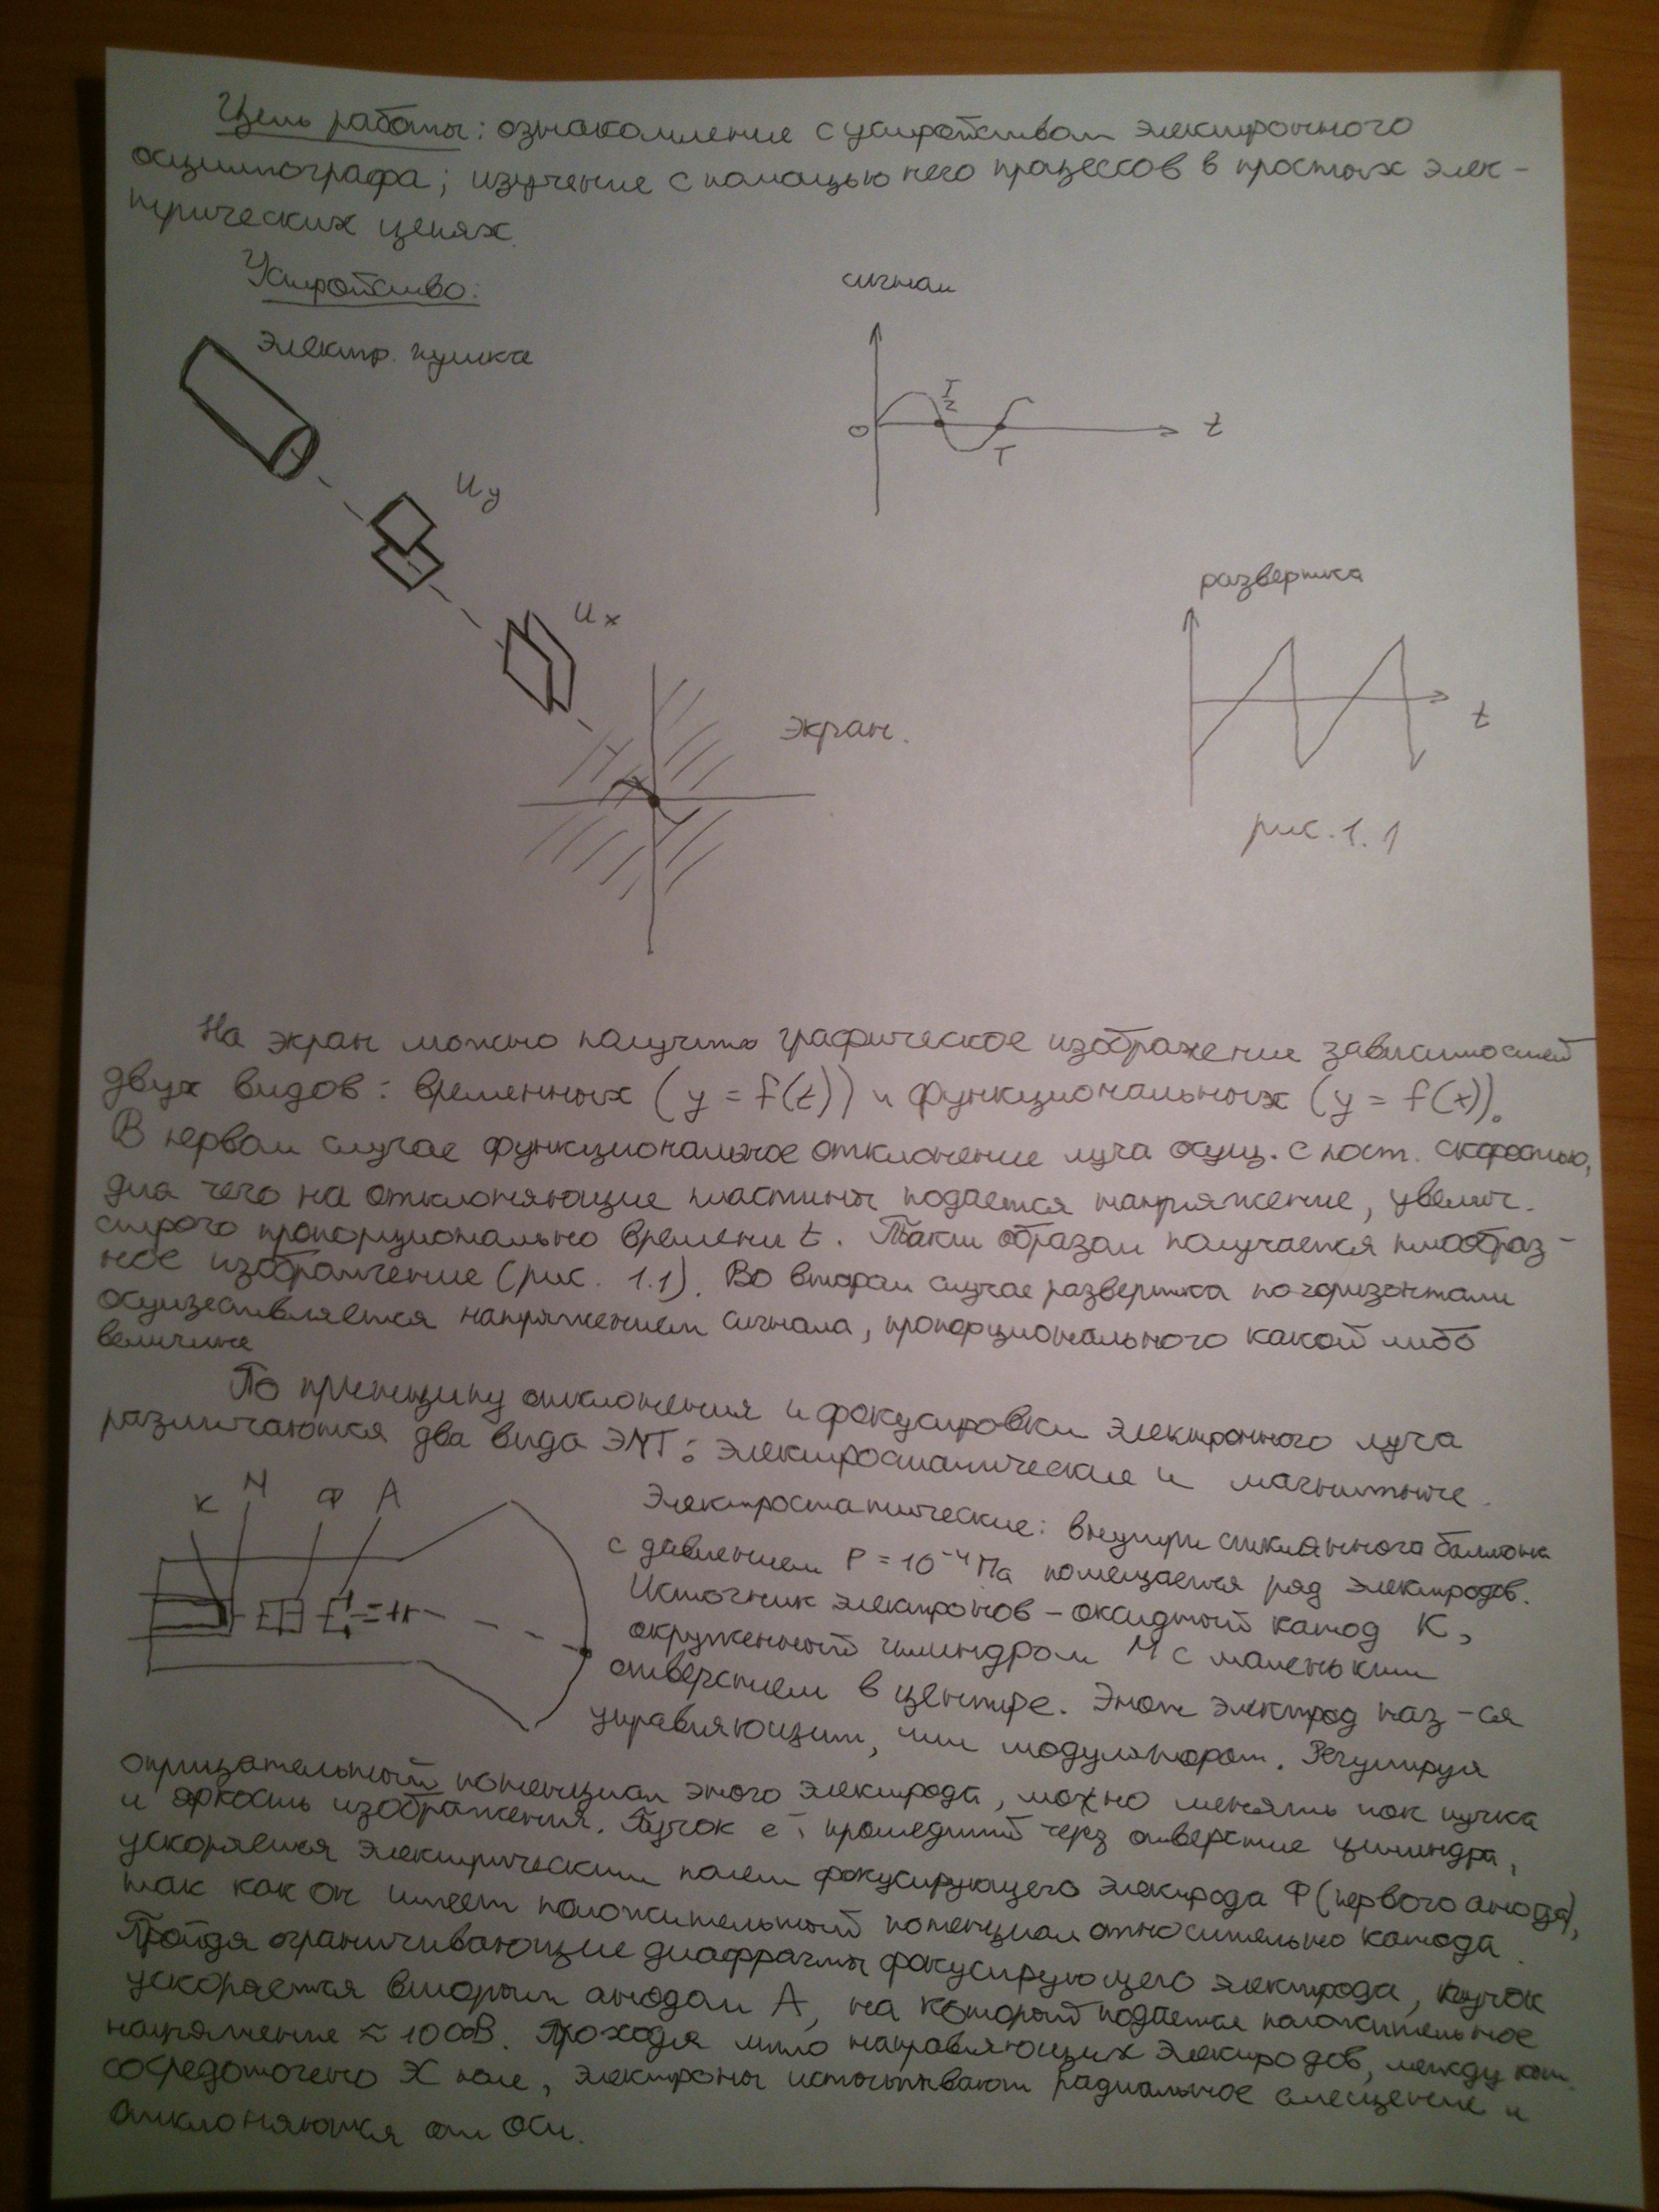 Цель работы: ознакомление с устройством электронного
осциллографа; изучение с помощью него процессов в простых элек-
трических цепях.
Устройство:
сигнал
Электр. пушка
T/2
0
t
T
Uy
развертка
Ux
t
экран.
рис. 1.1
На экран можно получить графическое изображение зависимостей
двух видов: временных (y = f(t)) и функциональных (y = f(x)).
В первом случае функциональное отклонение луча осущ. с пост. скоростью,
для чего на отклоняющие пластины подается напряжение, увелич.
строго пропорционально времени t. Таким образом получается пилообраз-
ное изображение (рис. 1.1). Во втором случае развертка по горизонтали
осуществляется напряжением сигнала, пропорционального какой либо
величине
По принципу отклонения и фокусировки электронного луча
различаются два вида ЭЛТ: электростатические и магнитные.
К М Ф А
Электростатические: внутри стеклянного баллона
с давлением P = 10⁻⁴ Па помещается ряд электродов.
Источник электронов - оксидный катод К,
окруженный цилиндром М с маленьким
отверстием в центре. Этот электрод наз-ся
управляющим, или модулятором. Регулируя
отрицательный потенциал этого электрода, можно менять ток пучка
и яркость изображения. Пучок e⁻, прошедший через отверстие цилиндра,
ускоряется электрическим полем фокусирующего электрода Ф (первого анода),
так как он имеет положительный потенциал относительно катода.
Пройдя ограничивающие диафрагмы фокусирующего электрода, пучок
ускоряется вторым анодом А, на который подается положительное
напряжение ≈ 1000В. Проходя мимо направляющих электродов, между кот.
сосредоточено X поле, электроны испытывают радиальное смещение и
отклоняются от оси.